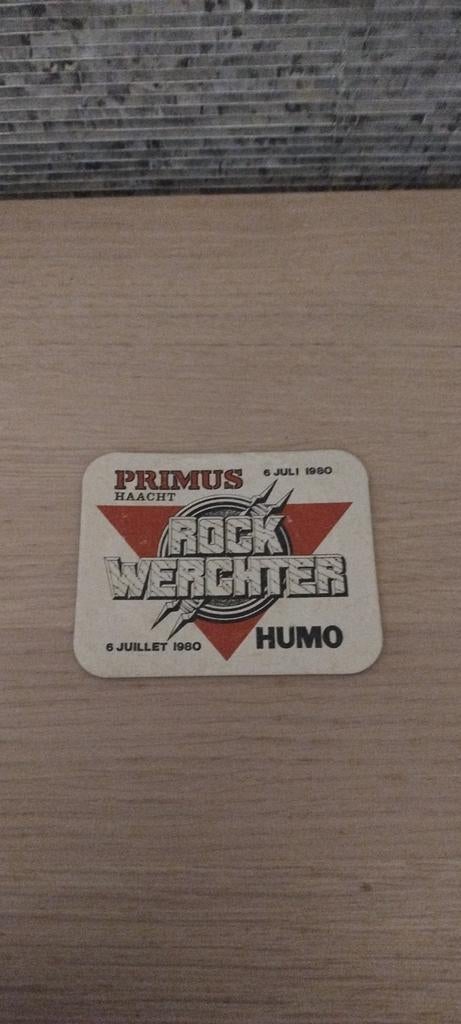 PRIMUS
HAACHT
6 JULI 1980
ROCK
WERCHTER
6 JUILLET 1980
HUMO